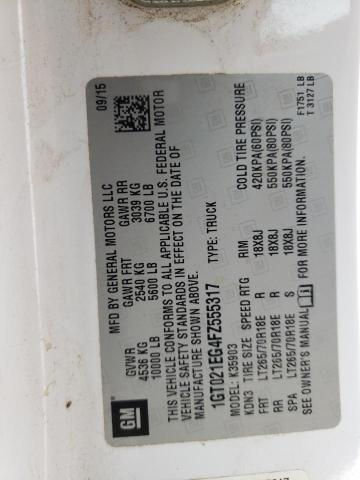 MFD BY GENERAL MOTORS LLC
09/15
GVWR GAWR FRT GAWR RR
4536 KG 2540 KG 3039 KG
10000 LB 5600 LB 6700 LB
THIS VEHICLE CONFORMS TO ALL APPLICABLE U.S. FEDERAL MOTOR
VEHICLE SAFETY STANDARDS IN EFFECT ON THE DATE OF
MANUFACTURE SHOWN ABOVE.
1GT021EG4FZ555317 TYPE: TRUCK
MODEL: K35903
KDN3 TIRE SIZE SPEED RTG RIM COLD TIRE PRESSURE
FRT LT265/70R18E R 18X8J 420KPA(60PSI)
RR LT265/70R18E R 18X8J 550KPA(80PSI)
SPA LT265/70R18E S 18X8J 550KPA(80PSI)
SEE OWNER'S MANUAL FOR MORE INFORMATION.
F1751 LB
T 3127 LB
GM